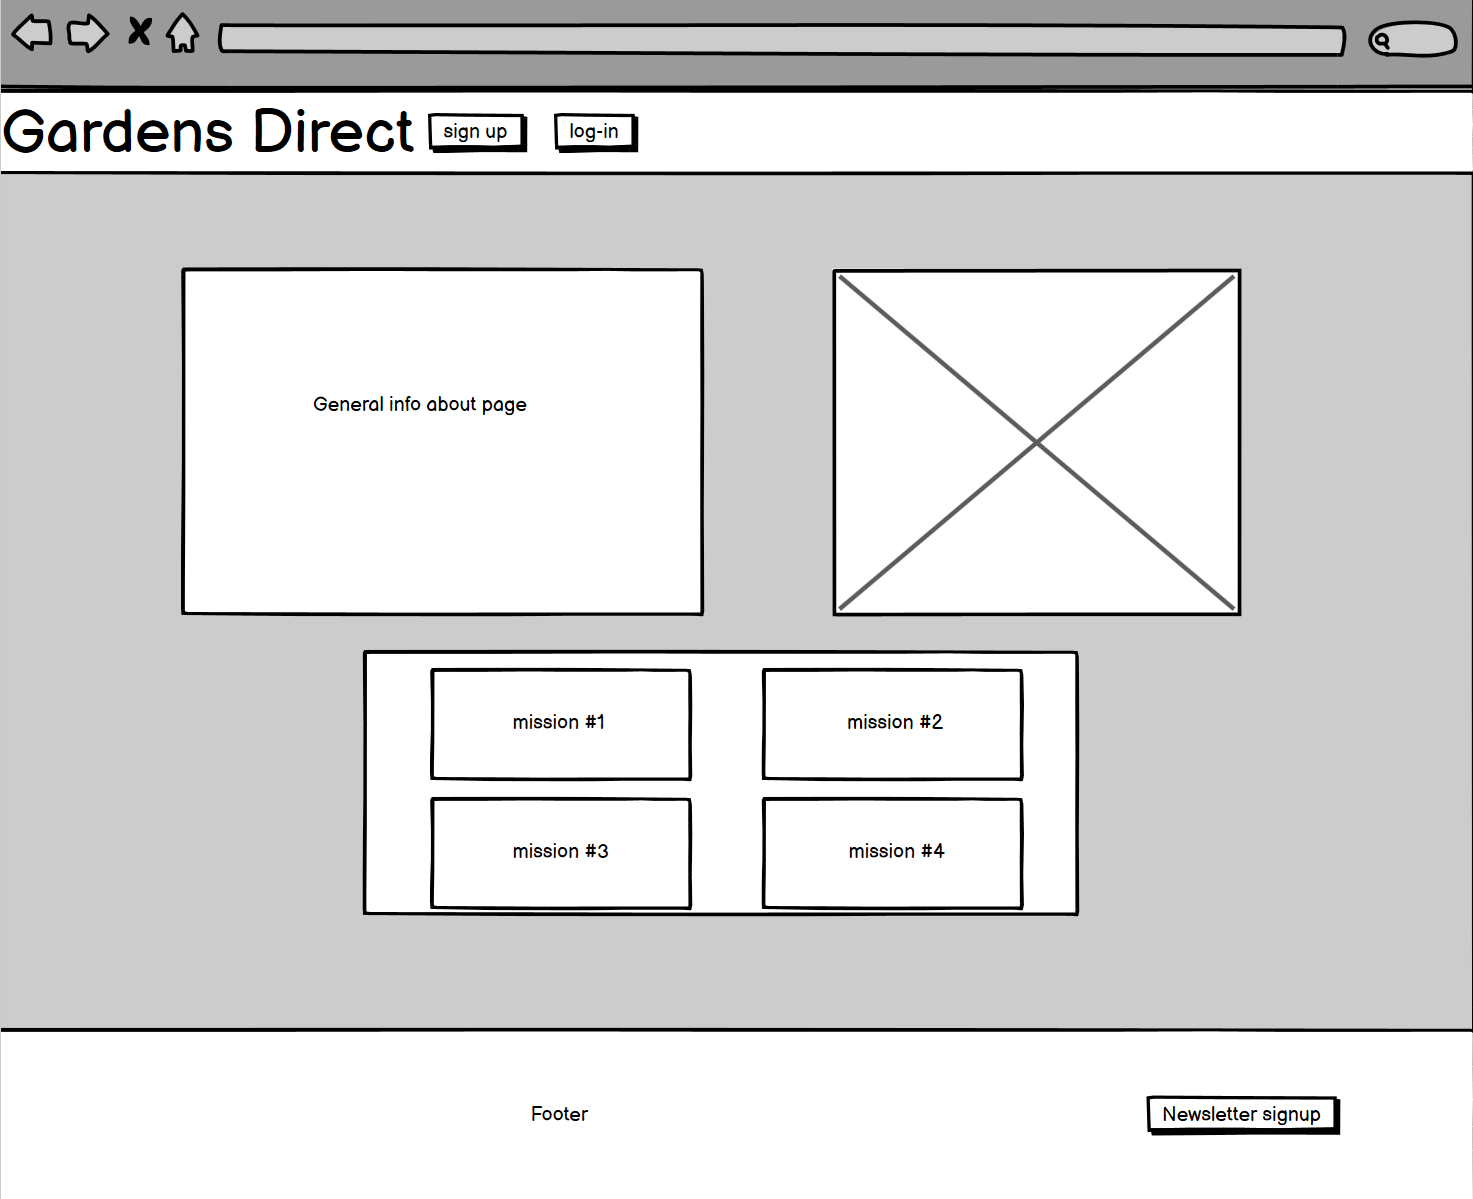 Gardens Direct
sign up
log-in
General info about page
mission #1
mission #2
mission #3
mission #4
Footer
Newsletter signup